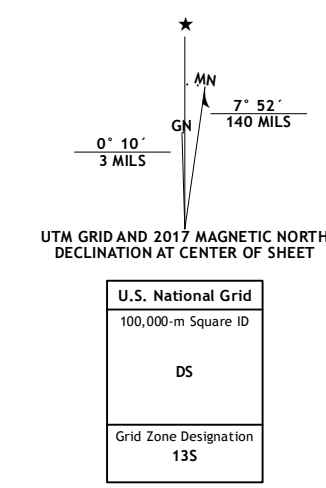 MN
GN
7° 52´
140 MILS
0° 10´
3 MILS
UTM GRID AND 2017 MAGNETIC NORTH
DECLINATION AT CENTER OF SHEET
U.S. National Grid
100,000-m Square ID
DS
Grid Zone Designation
13S